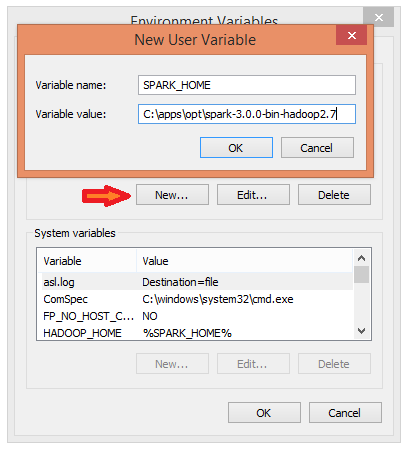 Environment Variables
New User Variable
Variable name: SPARK_HOME
Variable value: C:\apps\opt\spark-3.0.0-bin-hadoop2.7
OK Cancel
New... Edit... Delete
System variables
Variable Value
asl.log Destination=file
ComSpec C:\windows\system32\cmd.exe
FP_NO_HOST_C... NO
HADOOP_HOME %SPARK_HOME%
New... Edit... Delete
OK Cancel